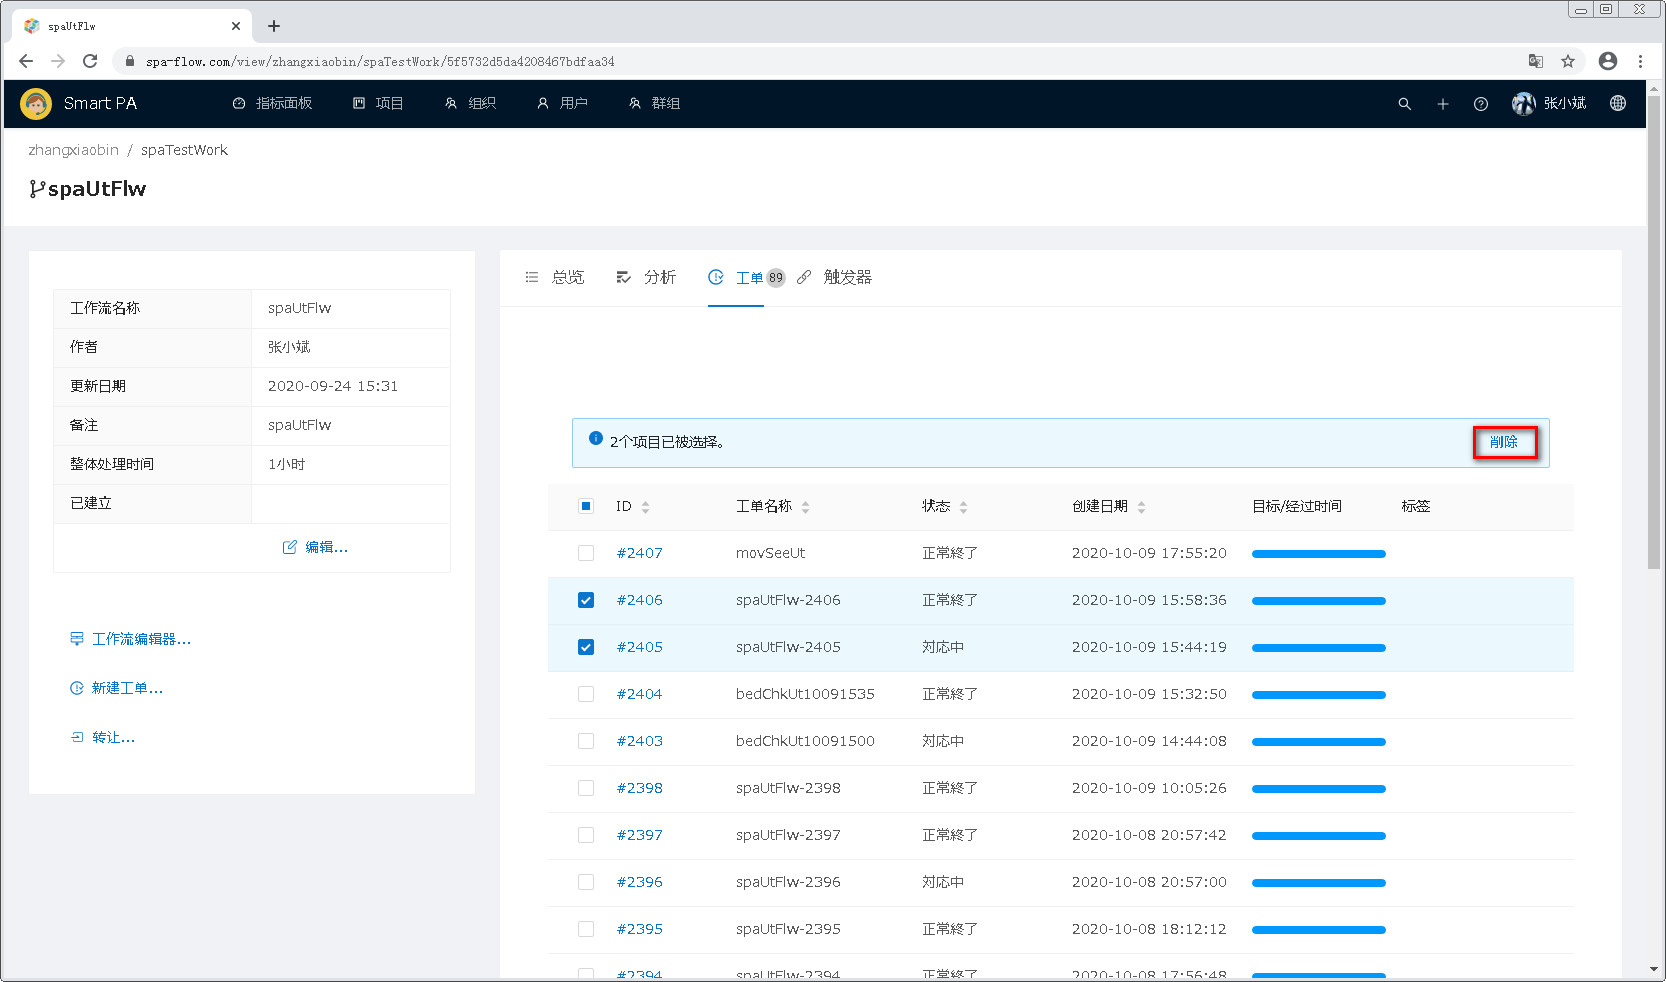 spaUtFlw
spa-flow.com/view/zhangxiaobin/spaTestWork/5f5732d5da4208467bdfaa34
Smart PA 指标面板 项目 组织 用户 群组 张小斌
zhangxiaobin / spaTestWork
spaUtFlw
工作流名称 spaUtFlw
作者 张小斌
更新日期 2020-09-24 15:31
备注 spaUtFlw
整体处理时间 1小时
已建立
编辑...
工作流编辑器...
新建工单...
转让...
总览 分析 工单 89 触发器
2个项目已被选择。 删除
ID 工单名称 状态 创建日期 目标/经过时间 标签
#2407 movSeeUt 正常終了 2020-10-09 17:55:20
#2406 spaUtFlw-2406 正常終了 2020-10-09 15:58:36
#2405 spaUtFlw-2405 対応中 2020-10-09 15:44:19
#2404 bedChkUt10091535 正常終了 2020-10-09 15:32:50
#2403 bedChkUt10091500 対応中 2020-10-09 14:44:08
#2398 spaUtFlw-2398 正常終了 2020-10-09 10:05:26
#2397 spaUtFlw-2397 正常終了 2020-10-08 20:57:42
#2396 spaUtFlw-2396 対応中 2020-10-08 20:57:00
#2395 spaUtFlw-2395 正常終了 2020-10-08 18:12:12
#2394 spaUtFlw-2394 正常終了 2020-10-08 17:56:48